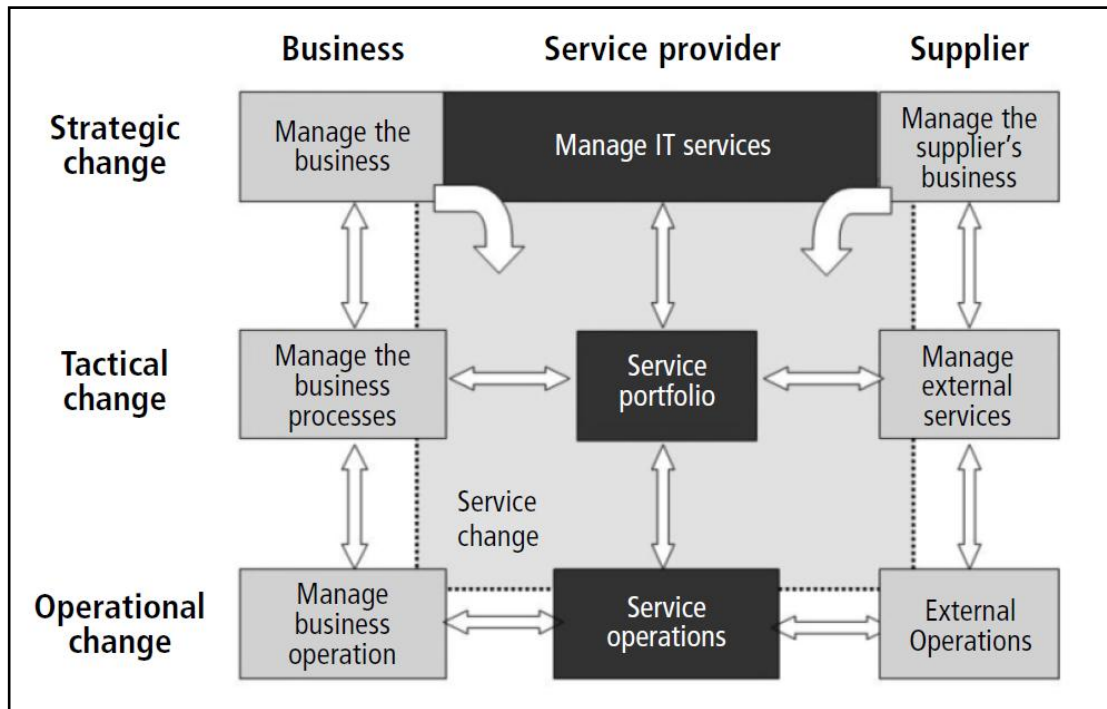 Business
Service provider
Supplier
Strategic
change
Manage the
business
Manage IT services
Manage the
supplier's
business
Tactical
change
Manage the
business
processes
Service
portfolio
Manage
external
services
Service
change
Operational
change
Manage
business
operation
Service
operations
External
Operations